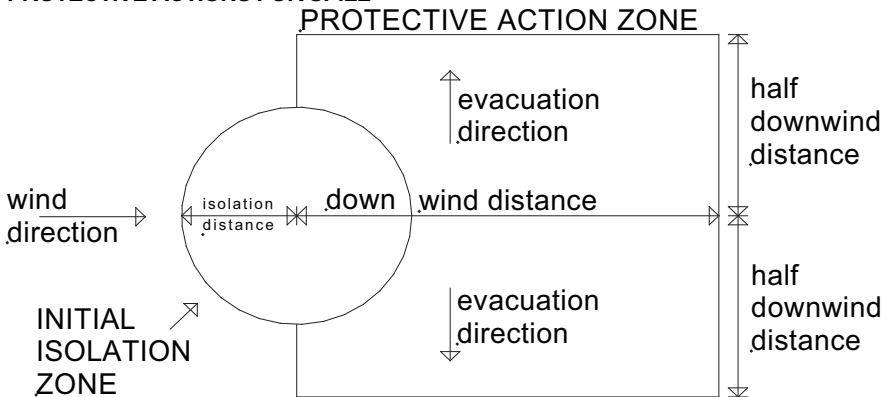 PROTECTIVE ACTION ZONE
evacuation
direction
half
downwind
distance
wind
direction
isolation
distance
down wind distance
INITIAL
ISOLATION
ZONE
evacuation
direction
half
downwind
distance